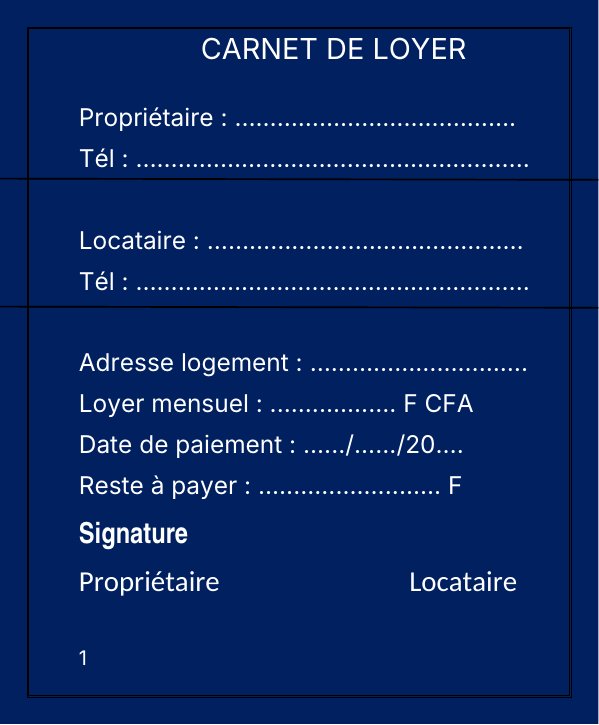 CARNET DE LOYER
Propriétaire : ........................................
Tél : ........................................................
Locataire : .............................................
Tél : ........................................................
Adresse logement : ...............................
Loyer mensuel : .................. F CFA
Date de paiement : ....../....../20....
Reste à payer : .......................... F
Signature
Propriétaire Locataire
1